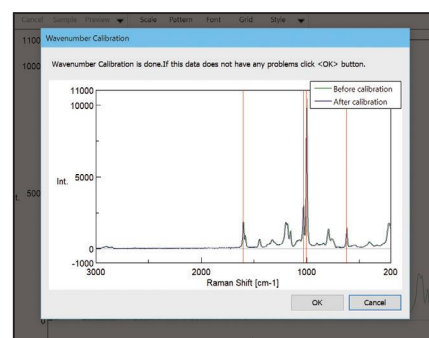 Cancel Sample Preview Scale Pattern Font Grid Style
1100
Wavenumber Calibration
1000
Wavenumber Calibration is done.If this data does not have any problems click <OK> button.
11000
10000
Before calibration
After calibration
Int.
5000
t.
500
0
-1000
3000
2000
1000
200
Raman Shift [cm-1]
OK
Cancel
0